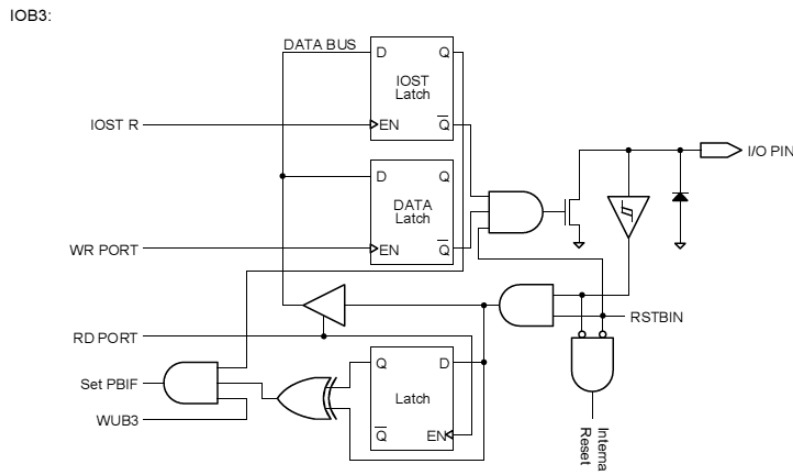 IOB3:
DATA BUS
D Q
IOST
Latch
IOST R
EN Q
I/O PIN
D Q
DATA
Latch
WR PORT
EN Q
RSTBIN
RD PORT
Q D
Set PBIF
Latch
WUB3
Q EN
Interna
Reset